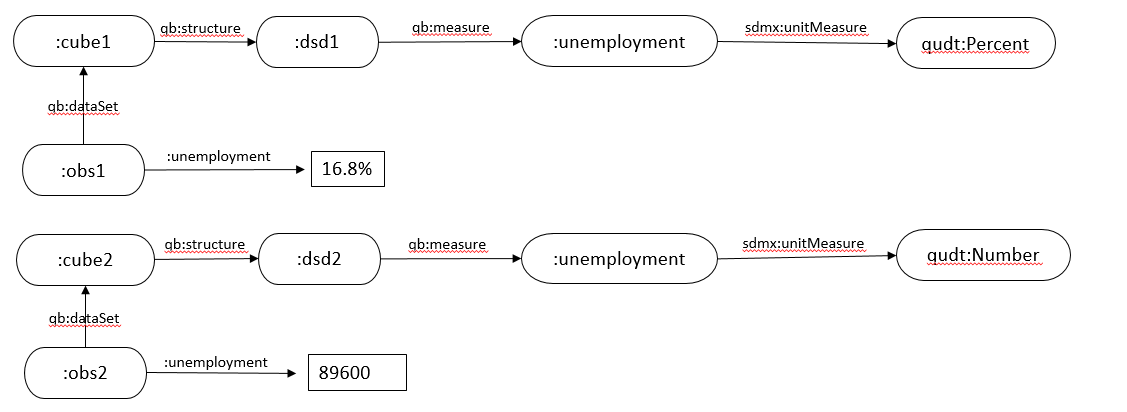 :cube1
qb:structure
:dsd1
qb:measure
:unemployment
sdmx:unitMeasure
qudt:Percent
qb:dataSet
:obs1
:unemployment
16.8%
:cube2
qb:structure
:dsd2
qb:measure
:unemployment
sdmx:unitMeasure
qudt:Number
qb:dataSet
:obs2
:unemployment
89600